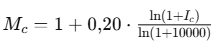 M_c = 1 + 0,20 · ln(1+I_c) / ln(1+10000)